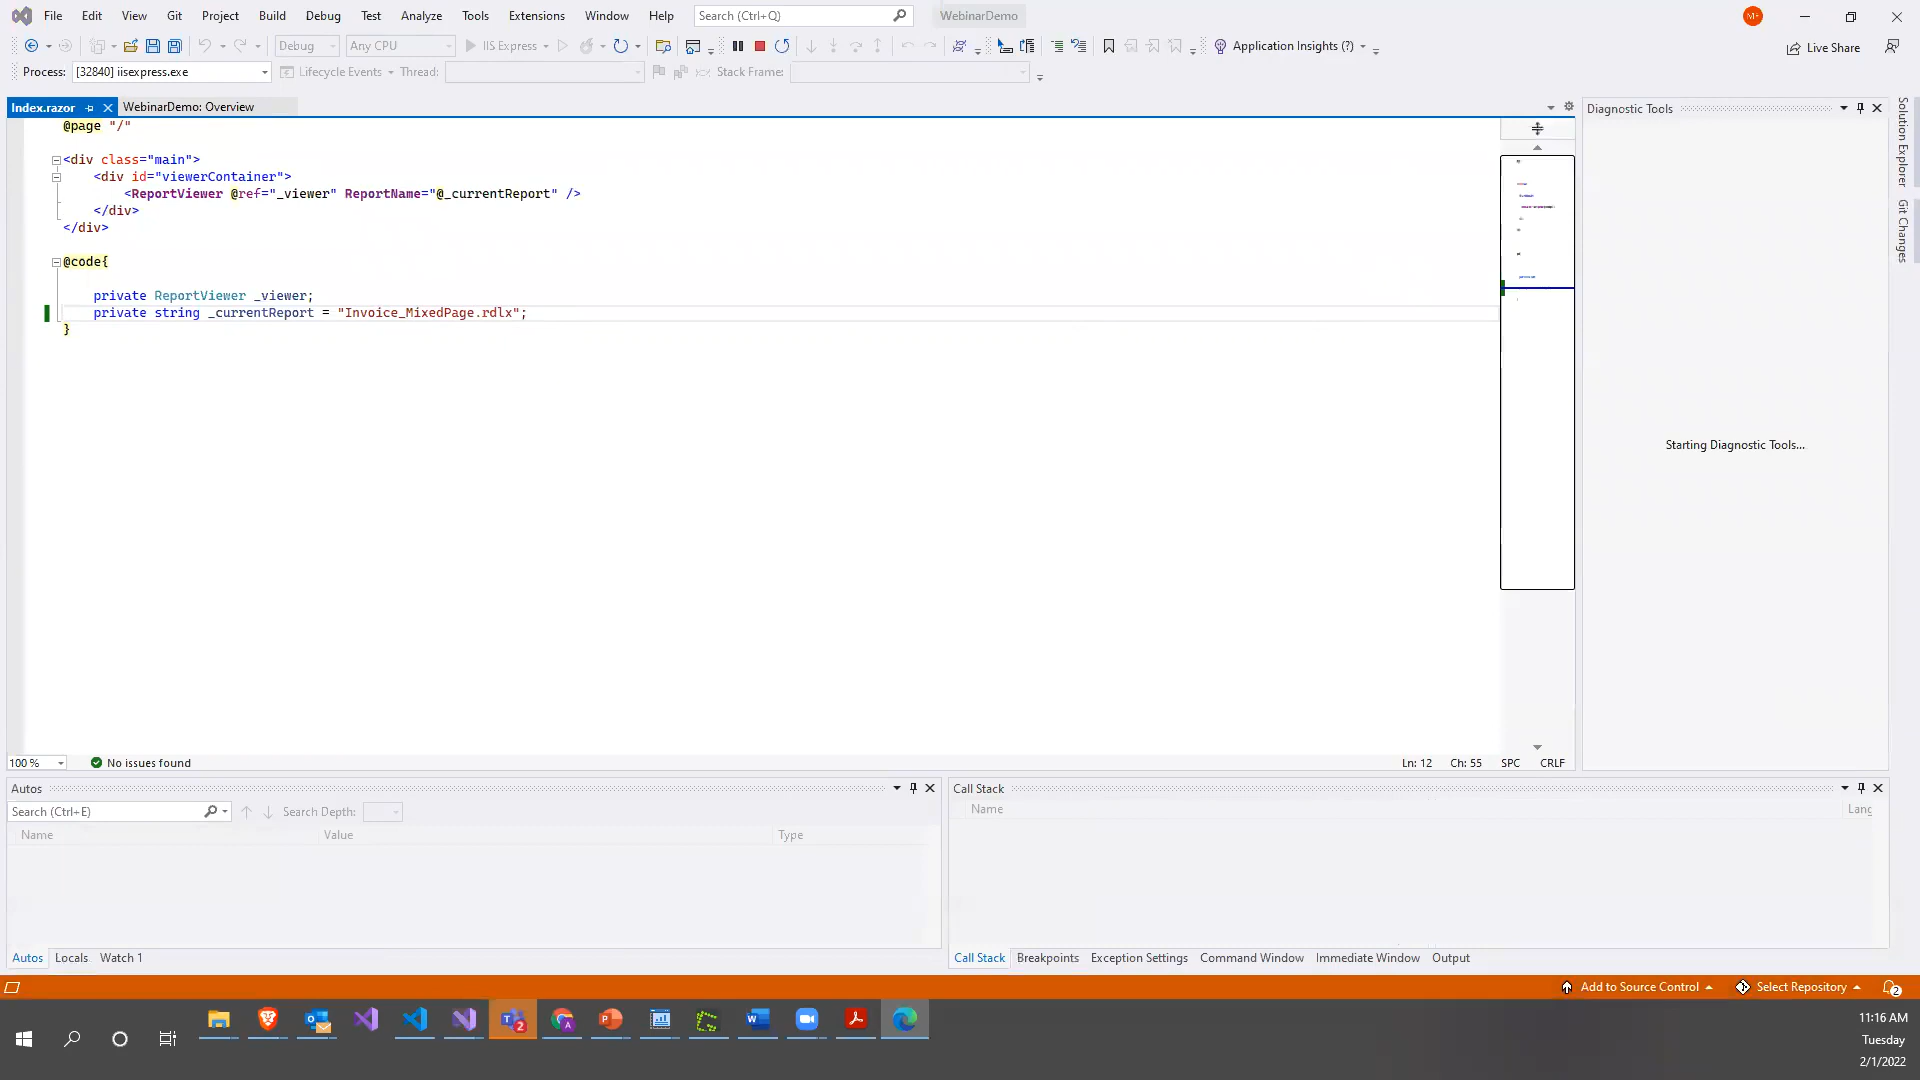 File Edit View Git Project Build Debug Test Analyze Tools Extensions Window Help Search (Ctrl+Q) WebinarDemo M+
Debug Any CPU IIS Express Application Insights (?) Live Share
Process: [32840] iisexpress.exe Lifecycle Events Thread: Stack Frame:
Index.razor WebinarDemo: Overview
Diagnostic Tools
Solution Explorer
Git Changes
@page "/"
<div class="main">
<div id="viewerContainer">
<ReportViewer @ref="_viewer" ReportName="@_currentReport" />
</div>
</div>
@code{
private ReportViewer _viewer;
private string _currentReport = "Invoice_MixedPage.rdlx";
}
Starting Diagnostic Tools...
100 % No issues found Ln: 12 Ch: 55 SPC CRLF
Autos
Search (Ctrl+E) Search Depth:
Name Value Type
Autos Locals Watch 1
Call Stack
Name Lang
Call Stack Breakpoints Exception Settings Command Window Immediate Window Output
Add to Source Control Select Repository 2
11:16 AM
Tuesday
2/1/2022